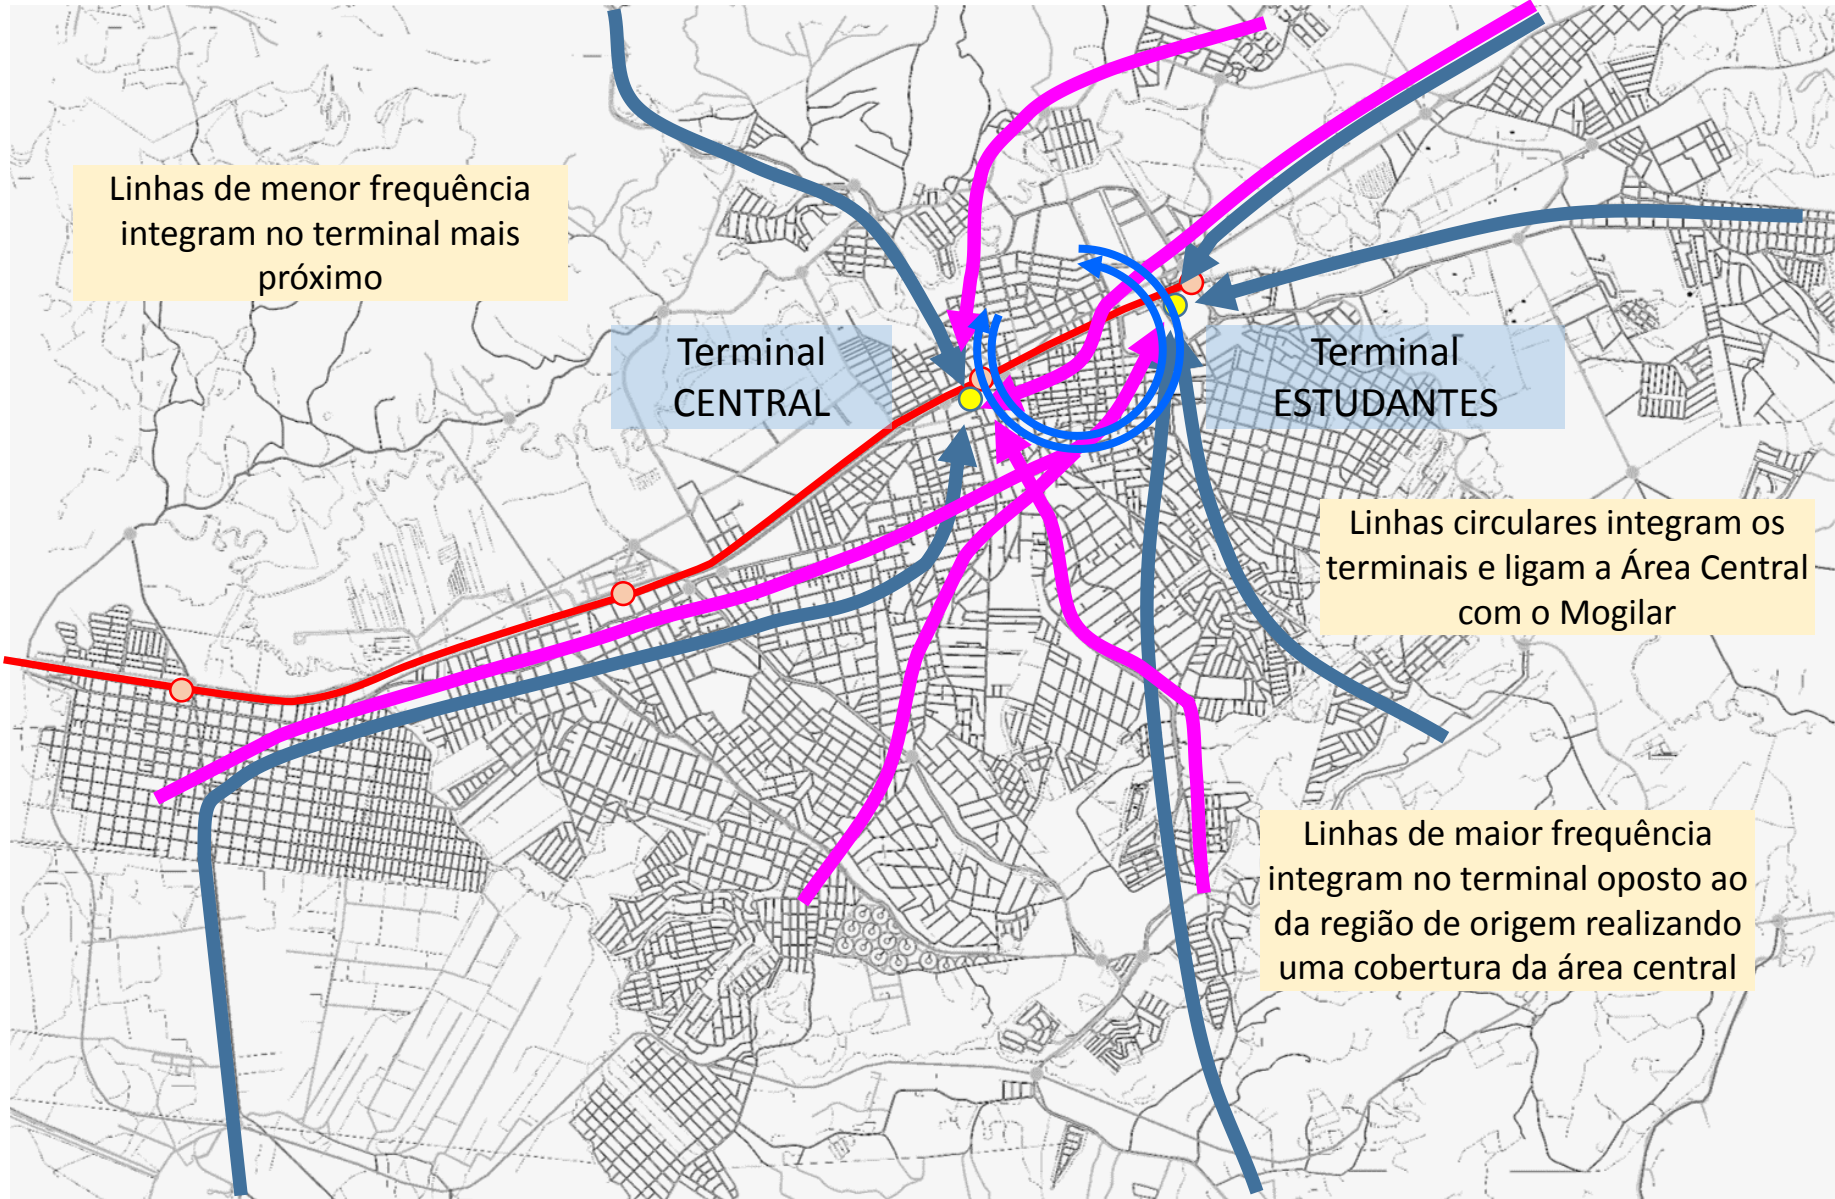 Linhas de menor frequência
integram no terminal mais
próximo
Terminal
CENTRAL
Terminal
ESTUDANTES
Linhas circulares integram os
terminais e ligam a Área Central
com o Mogilar
Linhas de maior frequência
integram no terminal oposto ao
da região de origem realizando
uma cobertura da área central